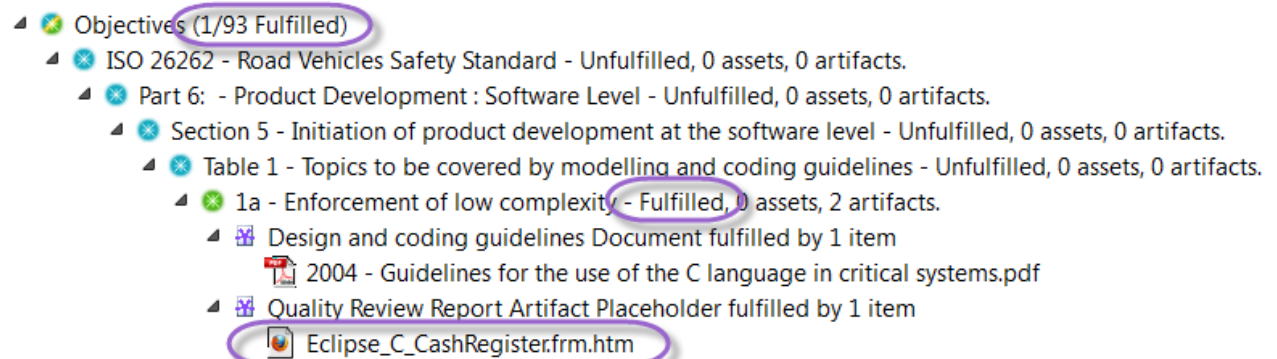 Objectives (1/93 Fulfilled)
ISO 26262 - Road Vehicles Safety Standard - Unfulfilled, 0 assets, 0 artifacts.
Part 6:  - Product Development : Software Level - Unfulfilled, 0 assets, 0 artifacts.
Section 5 - Initiation of product development at the software level - Unfulfilled, 0 assets, 0 artifacts.
Table 1 - Topics to be covered by modelling and coding guidelines - Unfulfilled, 0 assets, 0 artifacts.
1a - Enforcement of low complexity - Fulfilled, 0 assets, 2 artifacts.
Design and coding guidelines Document fulfilled by 1 item
2004 - Guidelines for the use of the C language in critical systems.pdf
Quality Review Report Artifact Placeholder fulfilled by 1 item
Eclipse_C_CashRegister.frm.htm